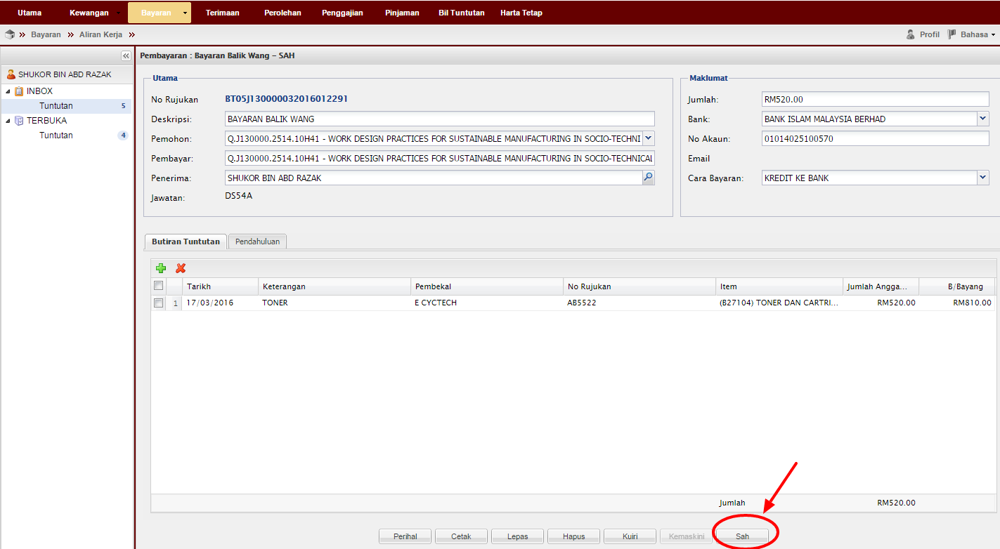 Utama Kewangan Bayaran Terimaan Perolehan Penggajian Pinjaman Bil Tuntutan Harta Tetap
Bayaran Aliran Kerja Profil Bahasa
SHUKOR BIN ABD RAZAK
INBOX
Tuntutan 5
TERBUKA
Tuntutan 4
Pembayaran : Bayaran Balik Wang – SAH
Utama
No Rujukan BT05J130000032016012291
Deskripsi: BAYARAN BALIK WANG
Pemohon: Q.J130000.2514.10H41 - WORK DESIGN PRACTICES FOR SUSTAINABLE MANUFACTURING IN SOCIO-TECHNI
Pembayar: Q.J130000.2514.10H41 - WORK DESIGN PRACTICES FOR SUSTAINABLE MANUFACTURING IN SOCIO-TECHNICAL
Penerima: SHUKOR BIN ABD RAZAK
Jawatan: DS54A
Maklumat
Jumlah: RM520.00
Bank: BANK ISLAM MALAYSIA BERHAD
No Akaun: 01014025100570
Email
Cara Bayaran: KREDIT KE BANK
Butiran Tuntutan Pendahuluan
Tarikh Keterangan Pembekal No Rujukan Item Jumlah Angga... B/Bayang
1 17/03/2016 TONER E CYCTECH AB5522 (B27104) TONER DAN CARTRI... RM520.00 RM810.00
Jumlah RM520.00
Perihal Cetak Lepas Hapus Kuiri Kemaskini Sah